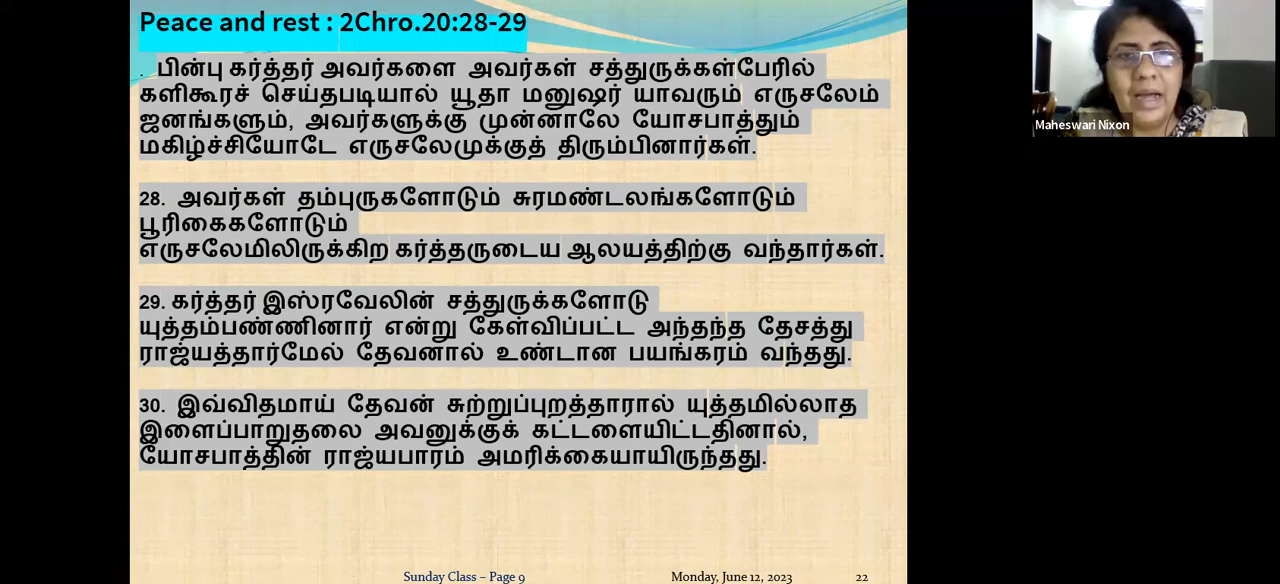 Peace and rest : 2Chro.20:28-29
. பின்பு கர்த்தர் அவர்களை அவர்கள் சத்துருக்கள்பேரில்
களிகூரச் செய்தபடியால் யூதா மனுஷர் யாவரும் எருசலேம்
ஜனங்களும், அவர்களுக்கு முன்னாலே யோசபாத்தும்
மகிழ்ச்சியோடே எருசலேமுக்குத் திரும்பினார்கள்.
28. அவர்கள் தம்புருகளோடும் சுரமண்டலங்களோடும்
பூரிகைகளோடும்
எருசலேமிலிருக்கிற கர்த்தருடைய ஆலயத்திற்கு வந்தார்கள்.
29. கர்த்தர் இஸ்ரவேலின் சத்துருக்களோடு
யுத்தம்பண்ணினார் என்று கேள்விப்பட்ட அந்தந்த தேசத்து
ராஜ்யத்தார்மேல் தேவனால் உண்டான பயங்கரம் வந்தது.
30. இவ்விதமாய் தேவன் சுற்றுப்புறத்தாரால் யுத்தமில்லாத
இளைப்பாறுதலை அவனுக்குக் கட்டளையிட்டதினால்,
யோசபாத்தின் ராஜ்யபாரம் அமரிக்கையாயிருந்தது.
Sunday Class – Page 9 Monday, June 12, 2023 22
Maheswari Nixon